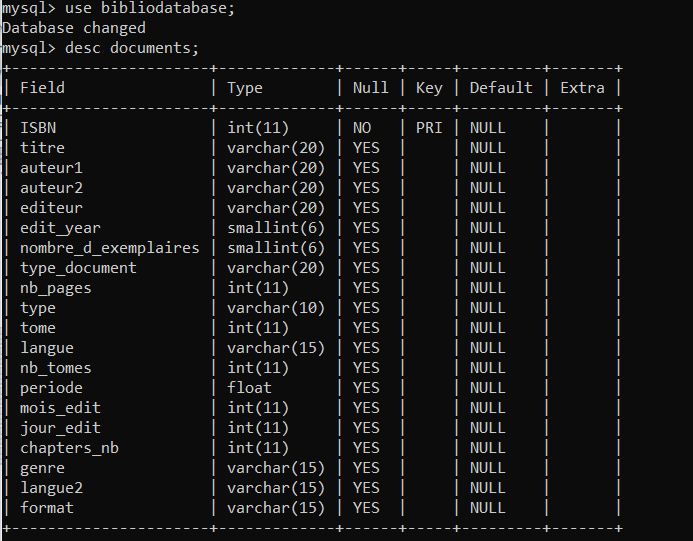 mysql> use bibliodatabase;
Database changed
mysql> desc documents;
+----------------------+-------------+------+-----+---------+-------+
| Field                | Type        | Null | Key | Default | Extra |
+----------------------+-------------+------+-----+---------+-------+
| ISBN                 | int(11)     | NO   | PRI | NULL    |       |
| titre                | varchar(20) | YES  |     | NULL    |       |
| auteur1              | varchar(20) | YES  |     | NULL    |       |
| auteur2              | varchar(20) | YES  |     | NULL    |       |
| editeur              | varchar(20) | YES  |     | NULL    |       |
| edit_year            | smallint(6) | YES  |     | NULL    |       |
| nombre_d_exemplaires | smallint(6) | YES  |     | NULL    |       |
| type_document        | varchar(20) | YES  |     | NULL    |       |
| nb_pages             | int(11)     | YES  |     | NULL    |       |
| type                 | varchar(10) | YES  |     | NULL    |       |
| tome                 | int(11)     | YES  |     | NULL    |       |
| langue               | varchar(15) | YES  |     | NULL    |       |
| nb_tomes             | int(11)     | YES  |     | NULL    |       |
| periode              | float       | YES  |     | NULL    |       |
| mois_edit            | int(11)     | YES  |     | NULL    |       |
| jour_edit            | int(11)     | YES  |     | NULL    |       |
| chapters_nb          | int(11)     | YES  |     | NULL    |       |
| genre                | varchar(15) | YES  |     | NULL    |       |
| langue2              | varchar(15) | YES  |     | NULL    |       |
| format               | varchar(15) | YES  |     | NULL    |       |
+----------------------+-------------+------+-----+---------+-------+